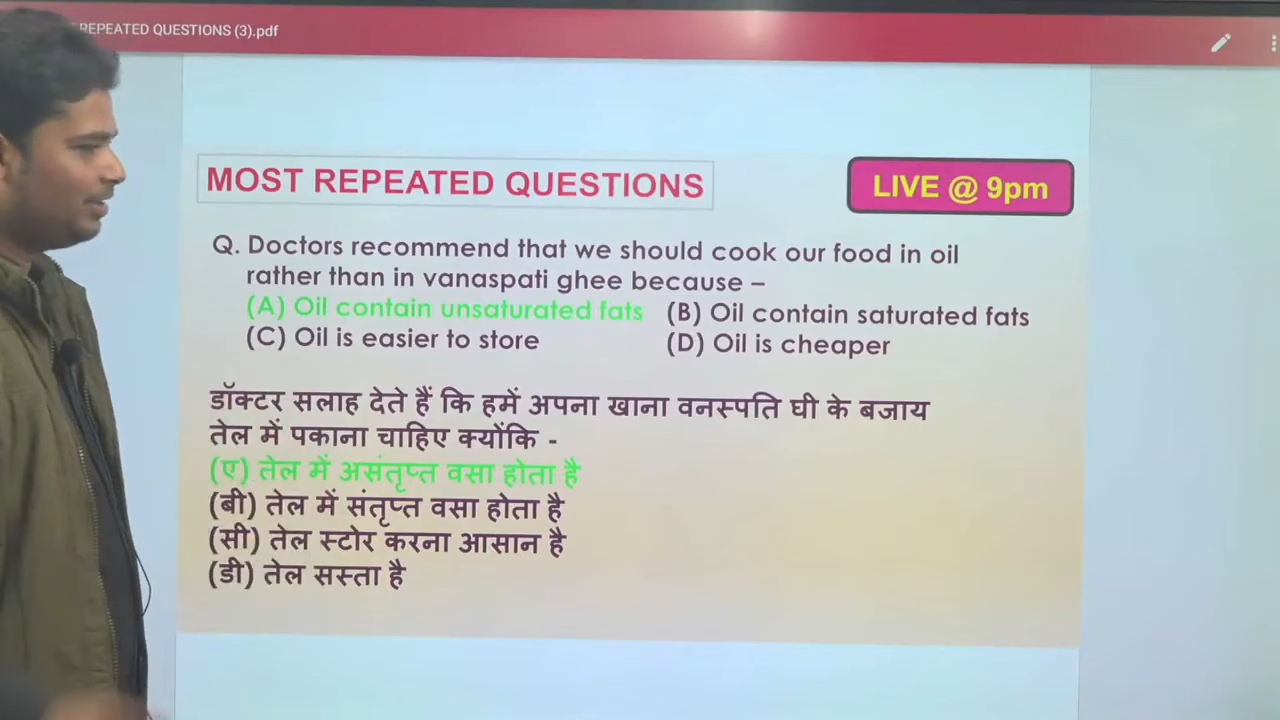 REPEATED QUESTIONS (3).pdf
MOST REPEATED QUESTIONS
LIVE @ 9pm
Q. Doctors recommend that we should cook our food in oil
rather than in vanaspati ghee because –
(A) Oil contain unsaturated fats (B) Oil contain saturated fats
(C) Oil is easier to store (D) Oil is cheaper
डॉक्टर सलाह देते हैं कि हमें अपना खाना वनस्पति घी के बजाय
तेल में पकाना चाहिए क्योंकि -
(ए) तेल में असंतृप्त वसा होता है
(बी) तेल में संतृप्त वसा होता है
(सी) तेल स्टोर करना आसान है
(डी) तेल सस्ता है